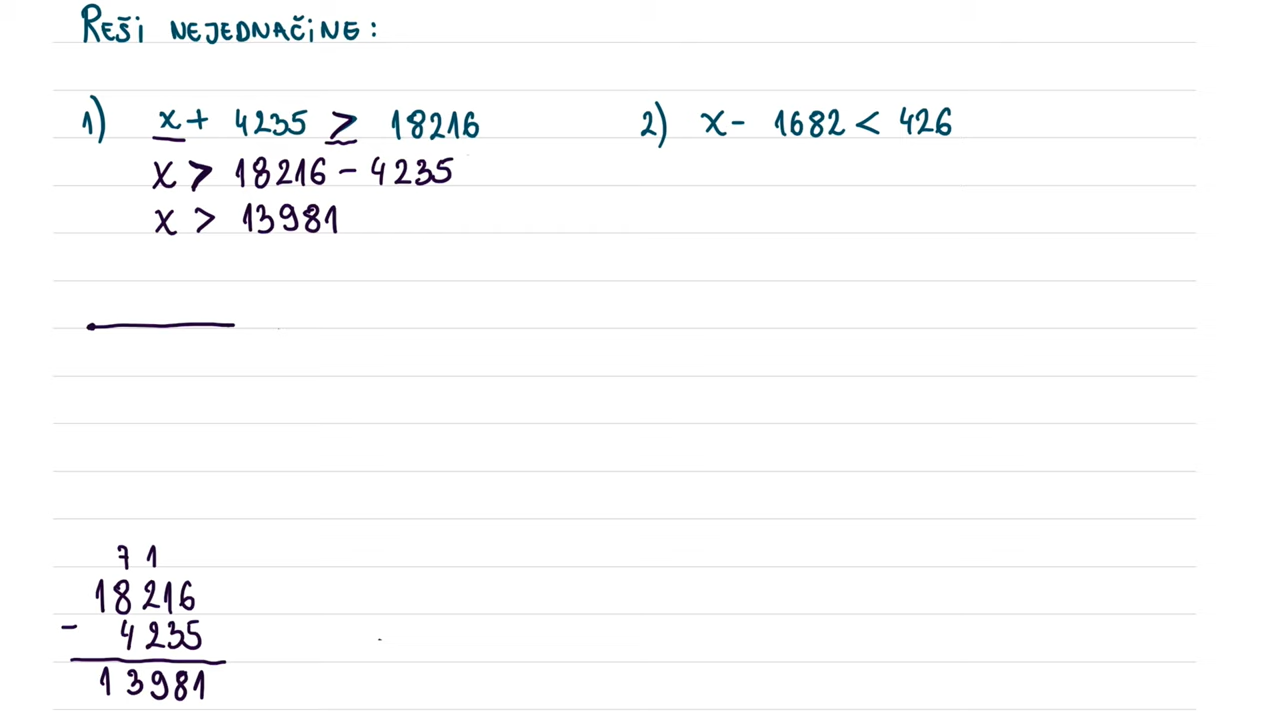 REŠI NEJEDNAČINE:
1) x + 4235 > 18216
x > 18216 - 4235
x > 13981
2) x - 1682 < 426
7 1
18216
- 4235
13981